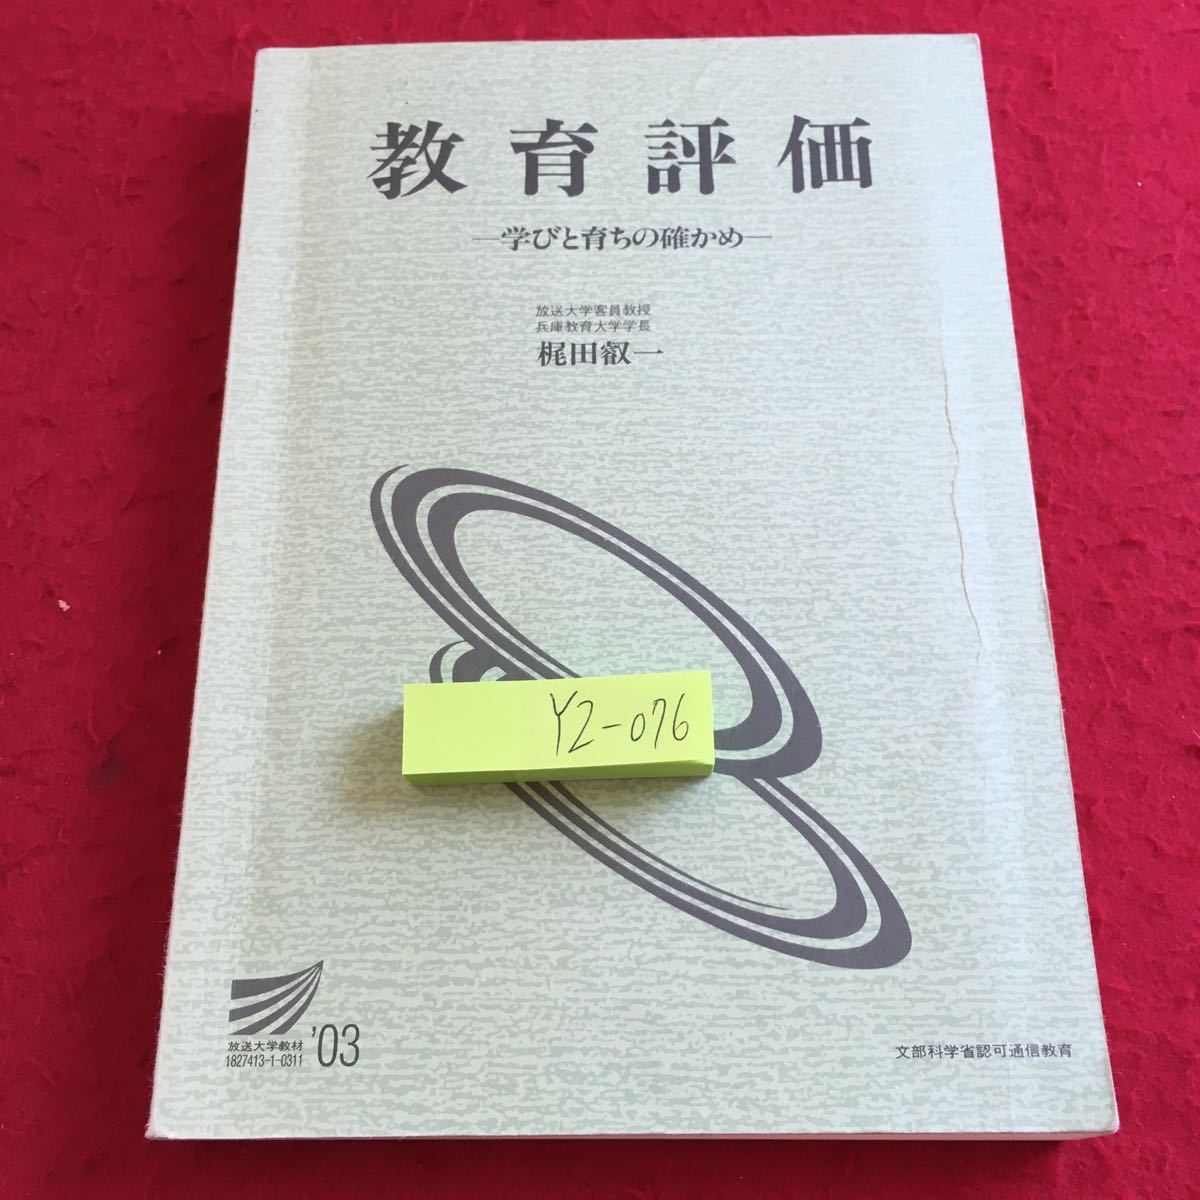 教育評価
―学びと育ちの確かめ―
放送大学客員教授
兵庫教育大学学長
梶田叡一
Y2-076
放送大学教材
1827413-1-0311
'03
文部科学省認可通信教育